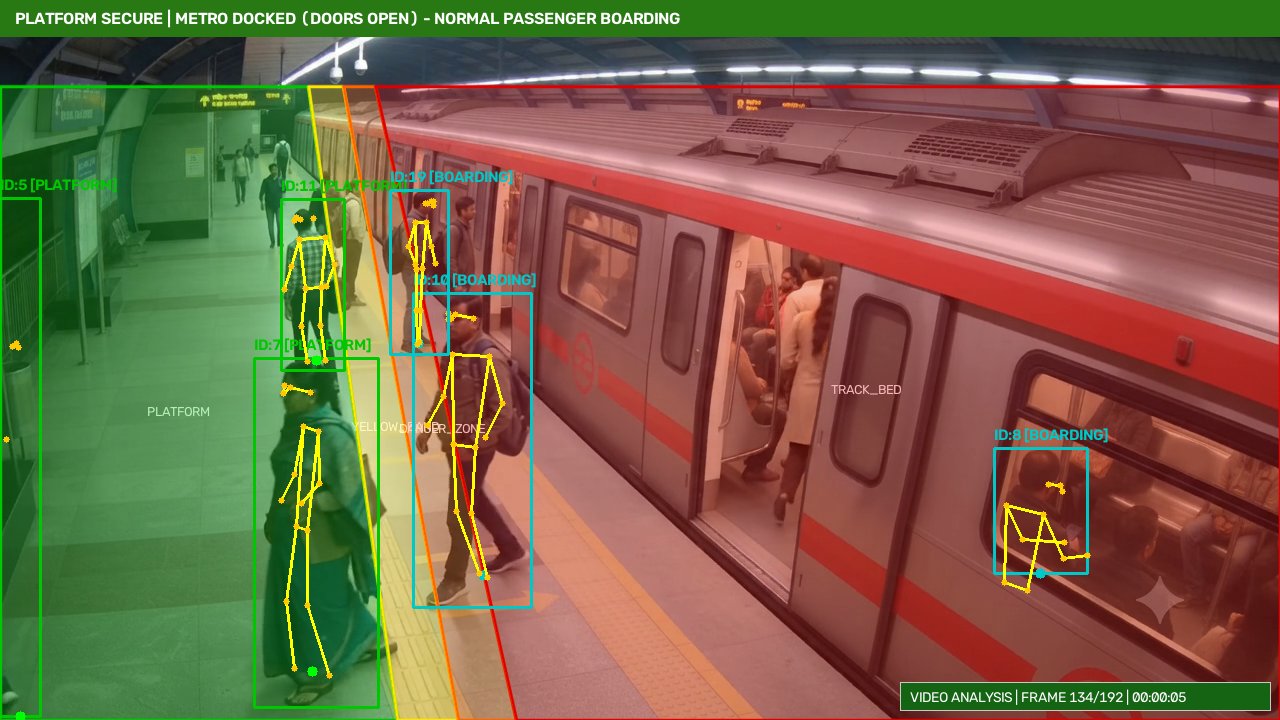 PLATFORM SECURE | METRO DOCKED (DOORS OPEN) - NORMAL PASSENGER BOARDING
ID:5 [PLATFORM]
ID:11 [PLATFORM]
ID:19 [BOARDING]
ID:10 [BOARDING]
ID:7 [PLATFORM]
TRACK_BED
PLATFORM
DANGER_ZONE
ID:8 [BOARDING]
VIDEO ANALYSIS | FRAME 134/192 | 00:00:05